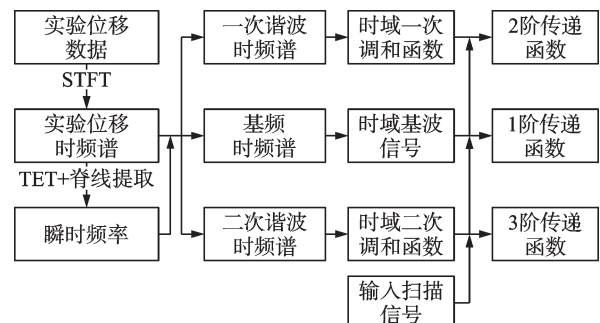 实验位移
数据
STFT
实验位移
时频谱
TET+脊线提取
瞬时频率
一次谐波
时频谱
时域一次
调和函数
2阶传递
函数
基频
时频谱
时域基波
信号
1阶传递
函数
二次谐波
时频谱
时域二次
调和函数
3阶传递
函数
输入扫描
信号